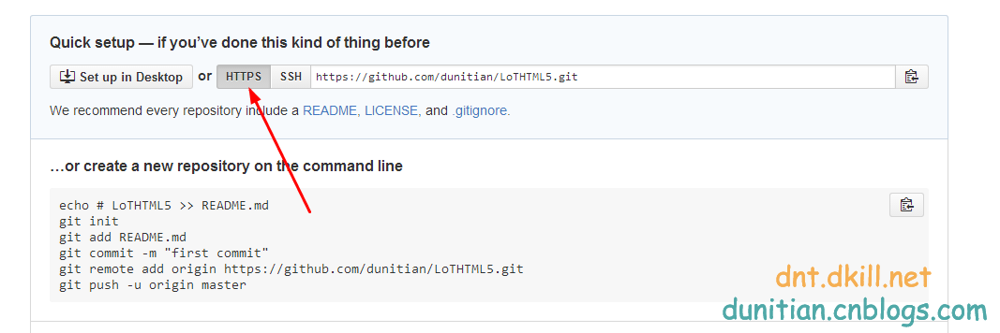 Quick setup — if you’ve done this kind of thing before
Set up in Desktop or HTTPS SSH https://github.com/dunitian/LoTHTML5.git
We recommend every repository include a README, LICENSE, and .gitignore.
…or create a new repository on the command line
echo # LoTHTML5 >> README.md
git init
git add README.md
git commit -m "first commit"
git remote add origin https://github.com/dunitian/LoTHTML5.git
git push -u origin master
dnt.dkill.net
dunitian.cnblogs.com